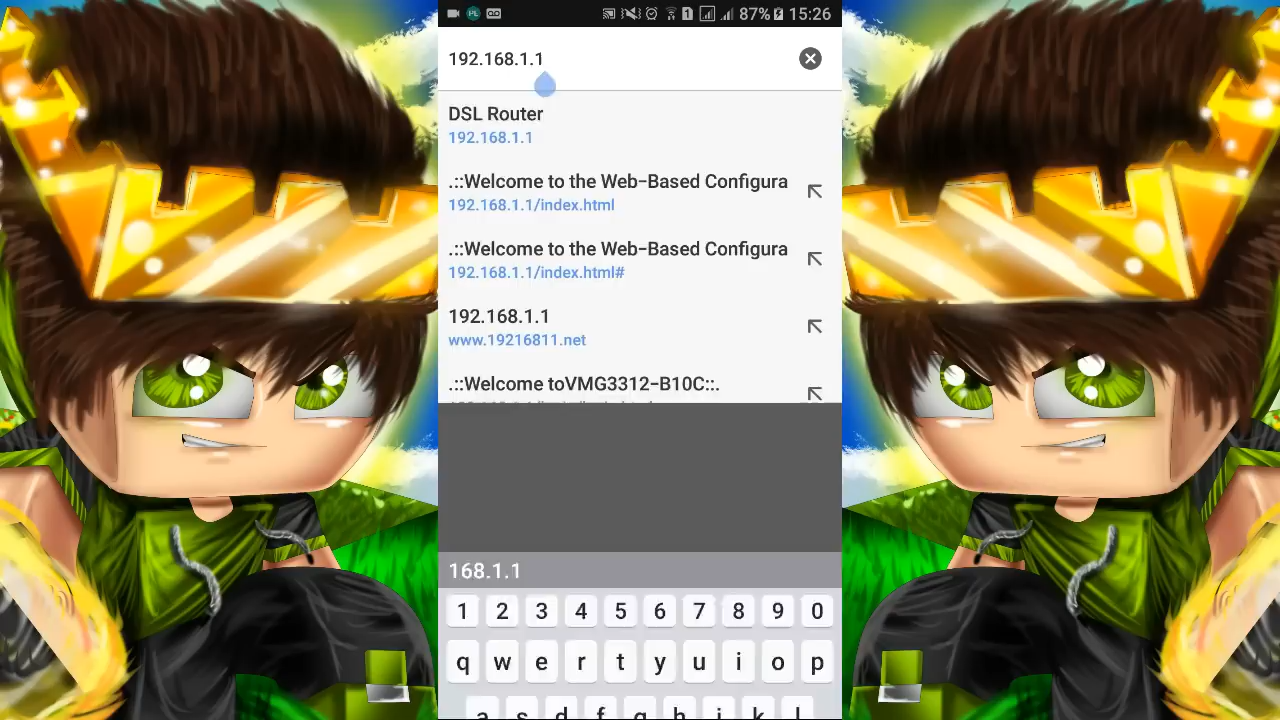 PL
1
87%
15:26
192.168.1.1
DSL Router
192.168.1.1
.::Welcome to the Web-Based Configura
192.168.1.1/index.html
.::Welcome to the Web-Based Configura
192.168.1.1/index.html#
192.168.1.1
www.19216811.net
.::Welcome toVMG3312-B10C::.
168.1.1
1 2 3 4 5 6 7 8 9 0
q w e r t y u i o p
a s d f g h j k l